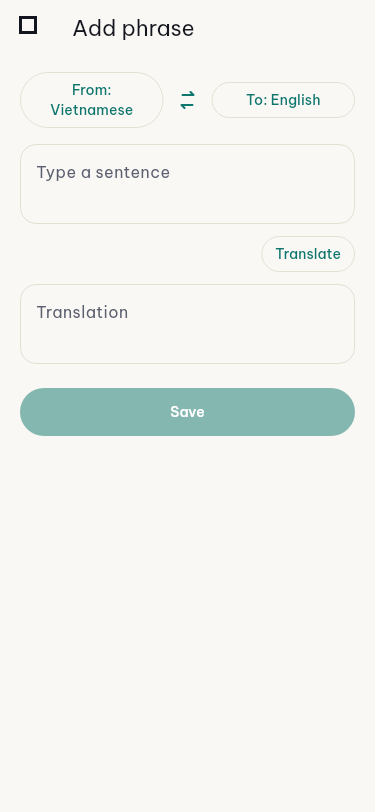 Add phrase
From:
Vietnamese
To: English
Type a sentence
Translate
Translation
Save